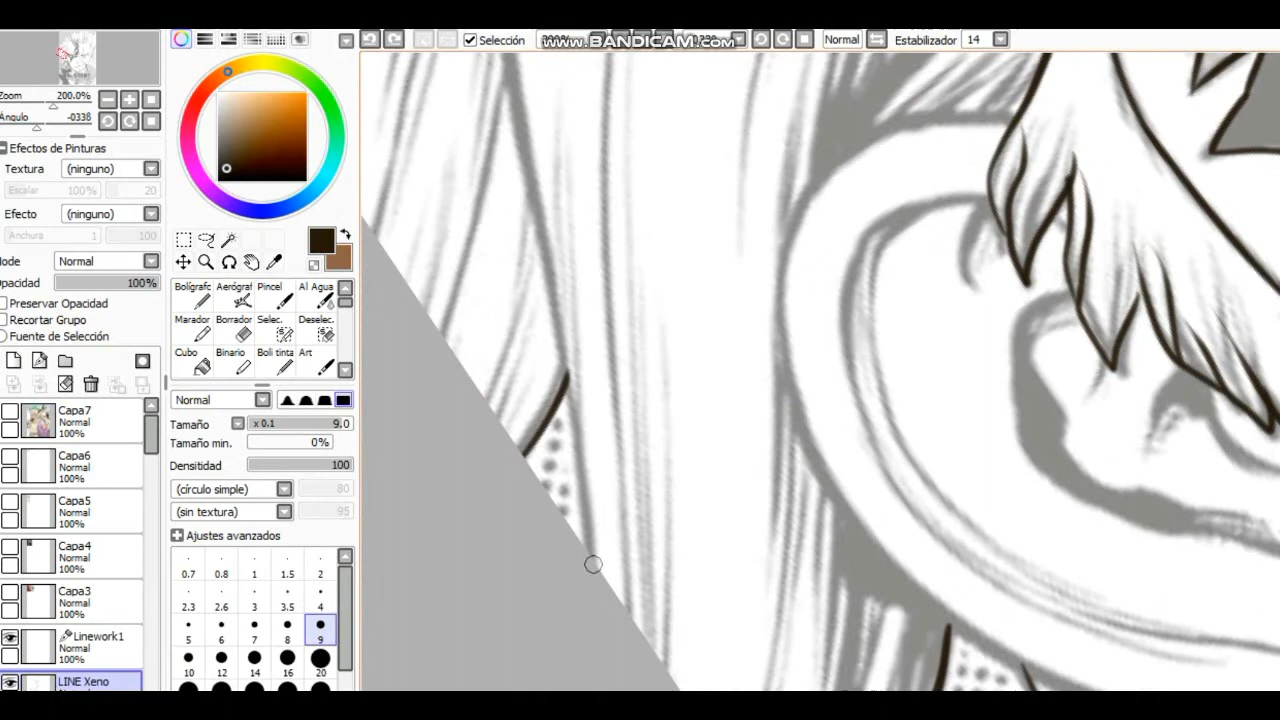 Selección
www.BANDICAM.com
Normal
Estabilizador 14
Zoom 200.0%
Ángulo -0338
Efectos de Pinturas
Textura (ninguno)
Escalar 100% 20
Efecto (ninguno)
Anchura 1 100
Mode Normal
Opacidad 100%
Preservar Opacidad
Recortar Grupo
Fuente de Selección
Bolígrafo Aerógraf Pincel Al Agua
Marador Borrador Selec. Deselec.
Cubo Binario Boli tinta Art
Normal
Tamaño x 0.1 9.0
Tamaño min. 0%
Densitidad 100
(círculo simple) 80
(sin textura) 95
Ajustes avanzados
0.7 0.8 1 1.5 2
2.3 2.6 3 3.5 4
5 6 7 8 9
10 12 14 16 20
Capa7
Normal
100%
Capa6
Normal
100%
Capa5
Normal
100%
Capa4
Normal
100%
Capa3
Normal
100%
Linework1
Normal
100%
LINE Xeno